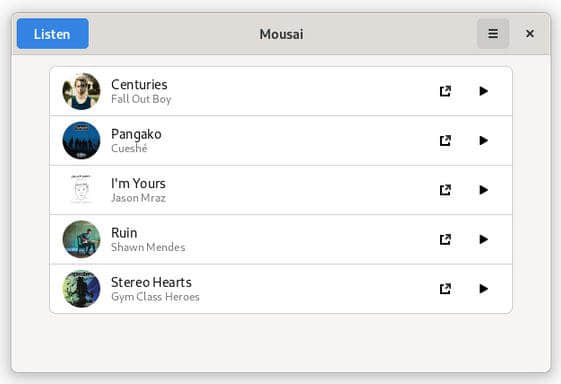 Listen
Mousai
Centuries
Fall Out Boy
Pangako
Cueshé
I'm Yours
Jason Mraz
Ruin
Shawn Mendes
Stereo Hearts
Gym Class Heroes